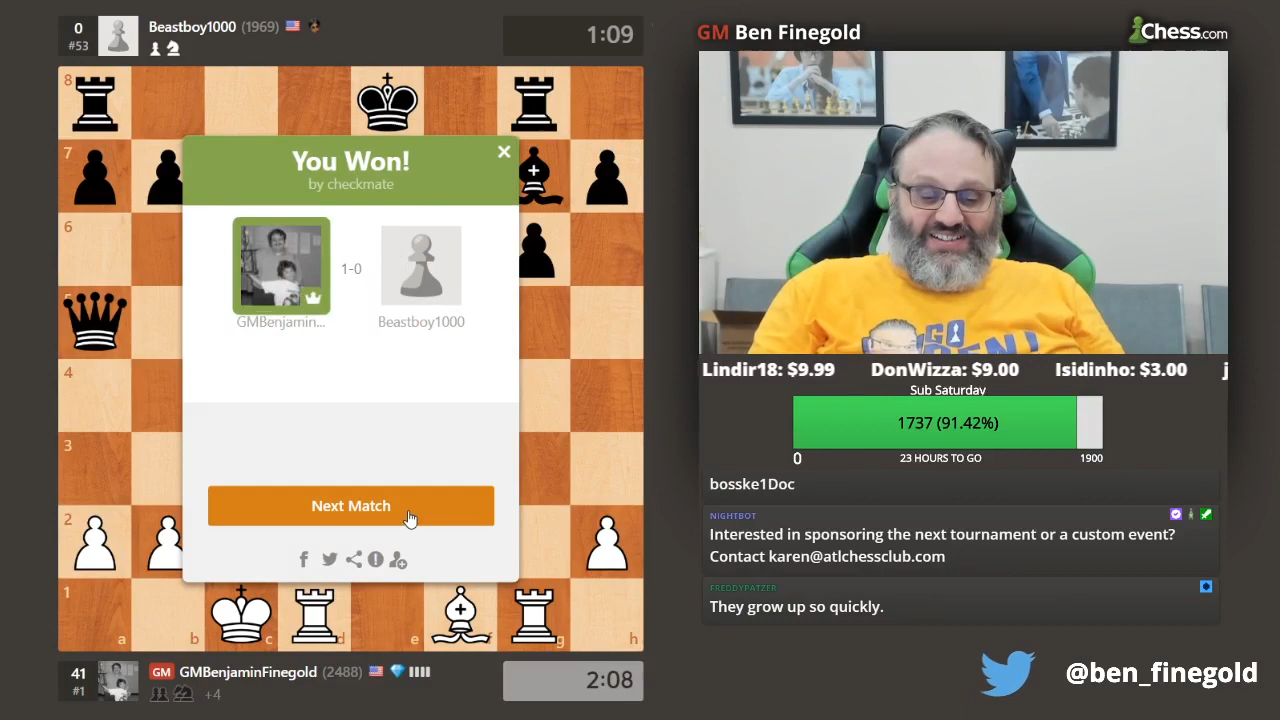 0
#53
Beastboy1000 (1969)
1:09
8
7
6
4
3
2
1
a
b
c
d
e
g
h
You Won!
by checkmate
1-0
GMBenjamin...
Beastboy1000
Next Match
41
#1
GM GMBenjaminFinegold (2488)
+4
2:08
GM Ben Finegold
Chess.com
GO
BEN!
Lindir18: $9.99 DonWizza: $9.00 Isidinho: $3.00 j
Sub Saturday
1737 (91.42%)
0 23 HOURS TO GO 1900
bosske1Doc
NIGHTBOT
Interested in sponsoring the next tournament or a custom event?
Contact karen@atlchessclub.com
FREDDYPATZER
They grow up so quickly.
@ben_finegold